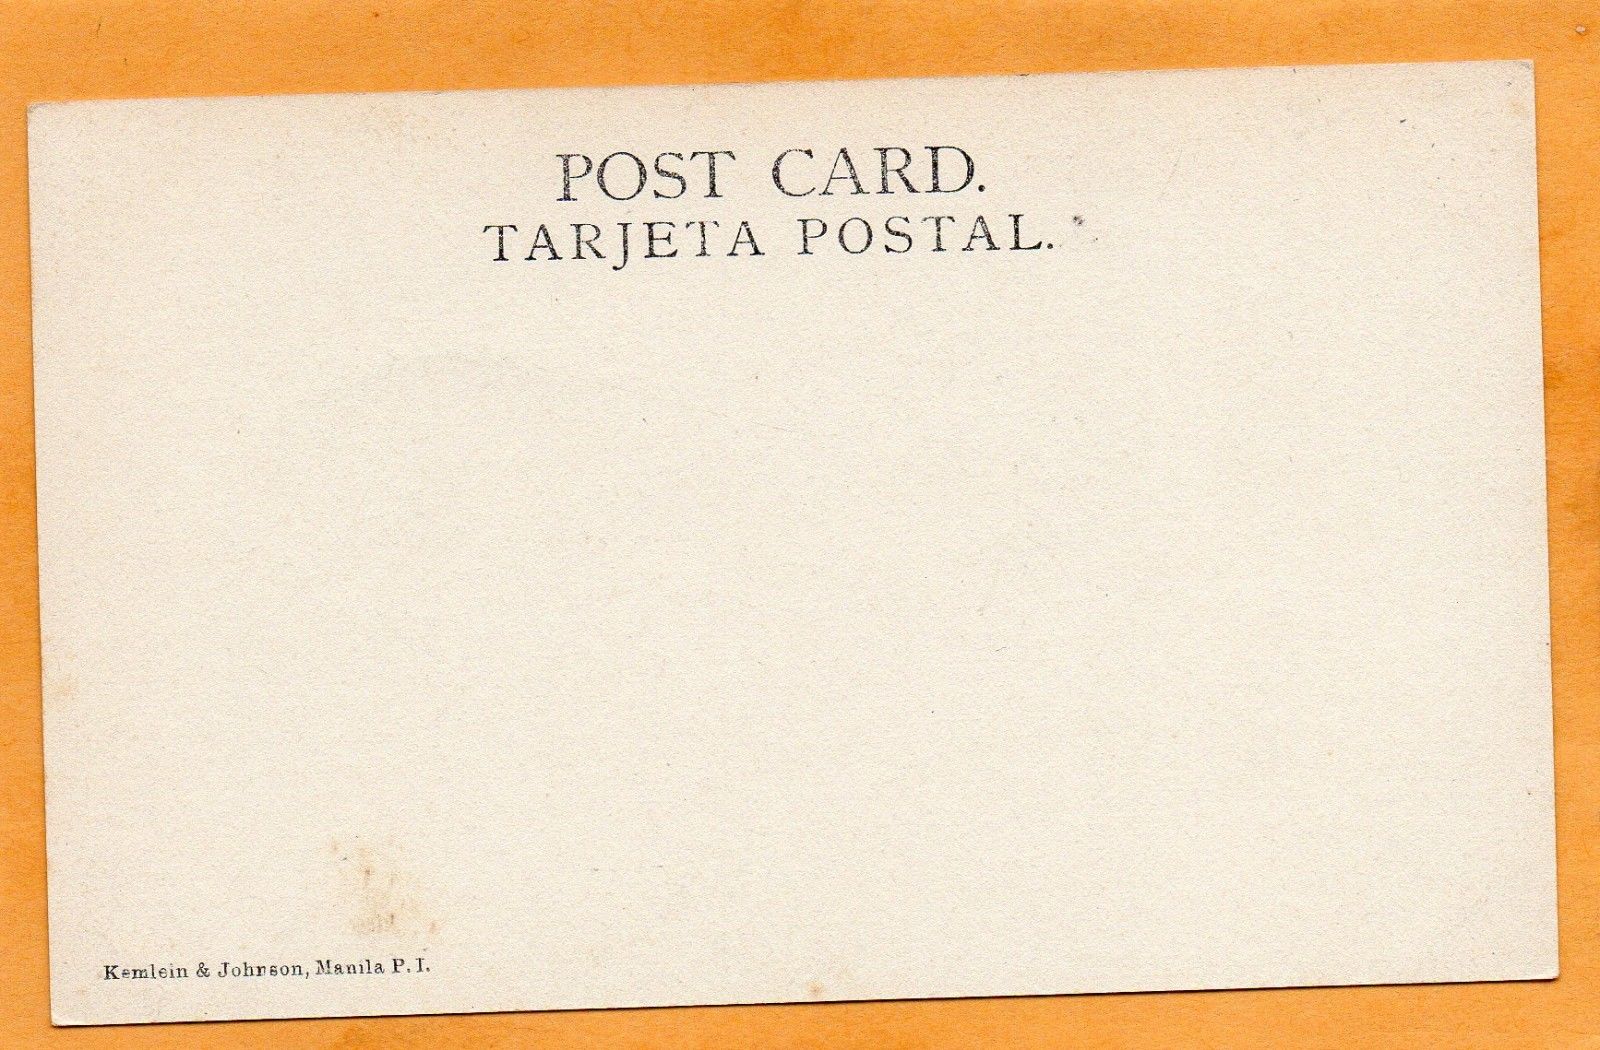 POST CARD.
TARJETA POSTAL.
Kemlein & Johnson, Manila P.I.